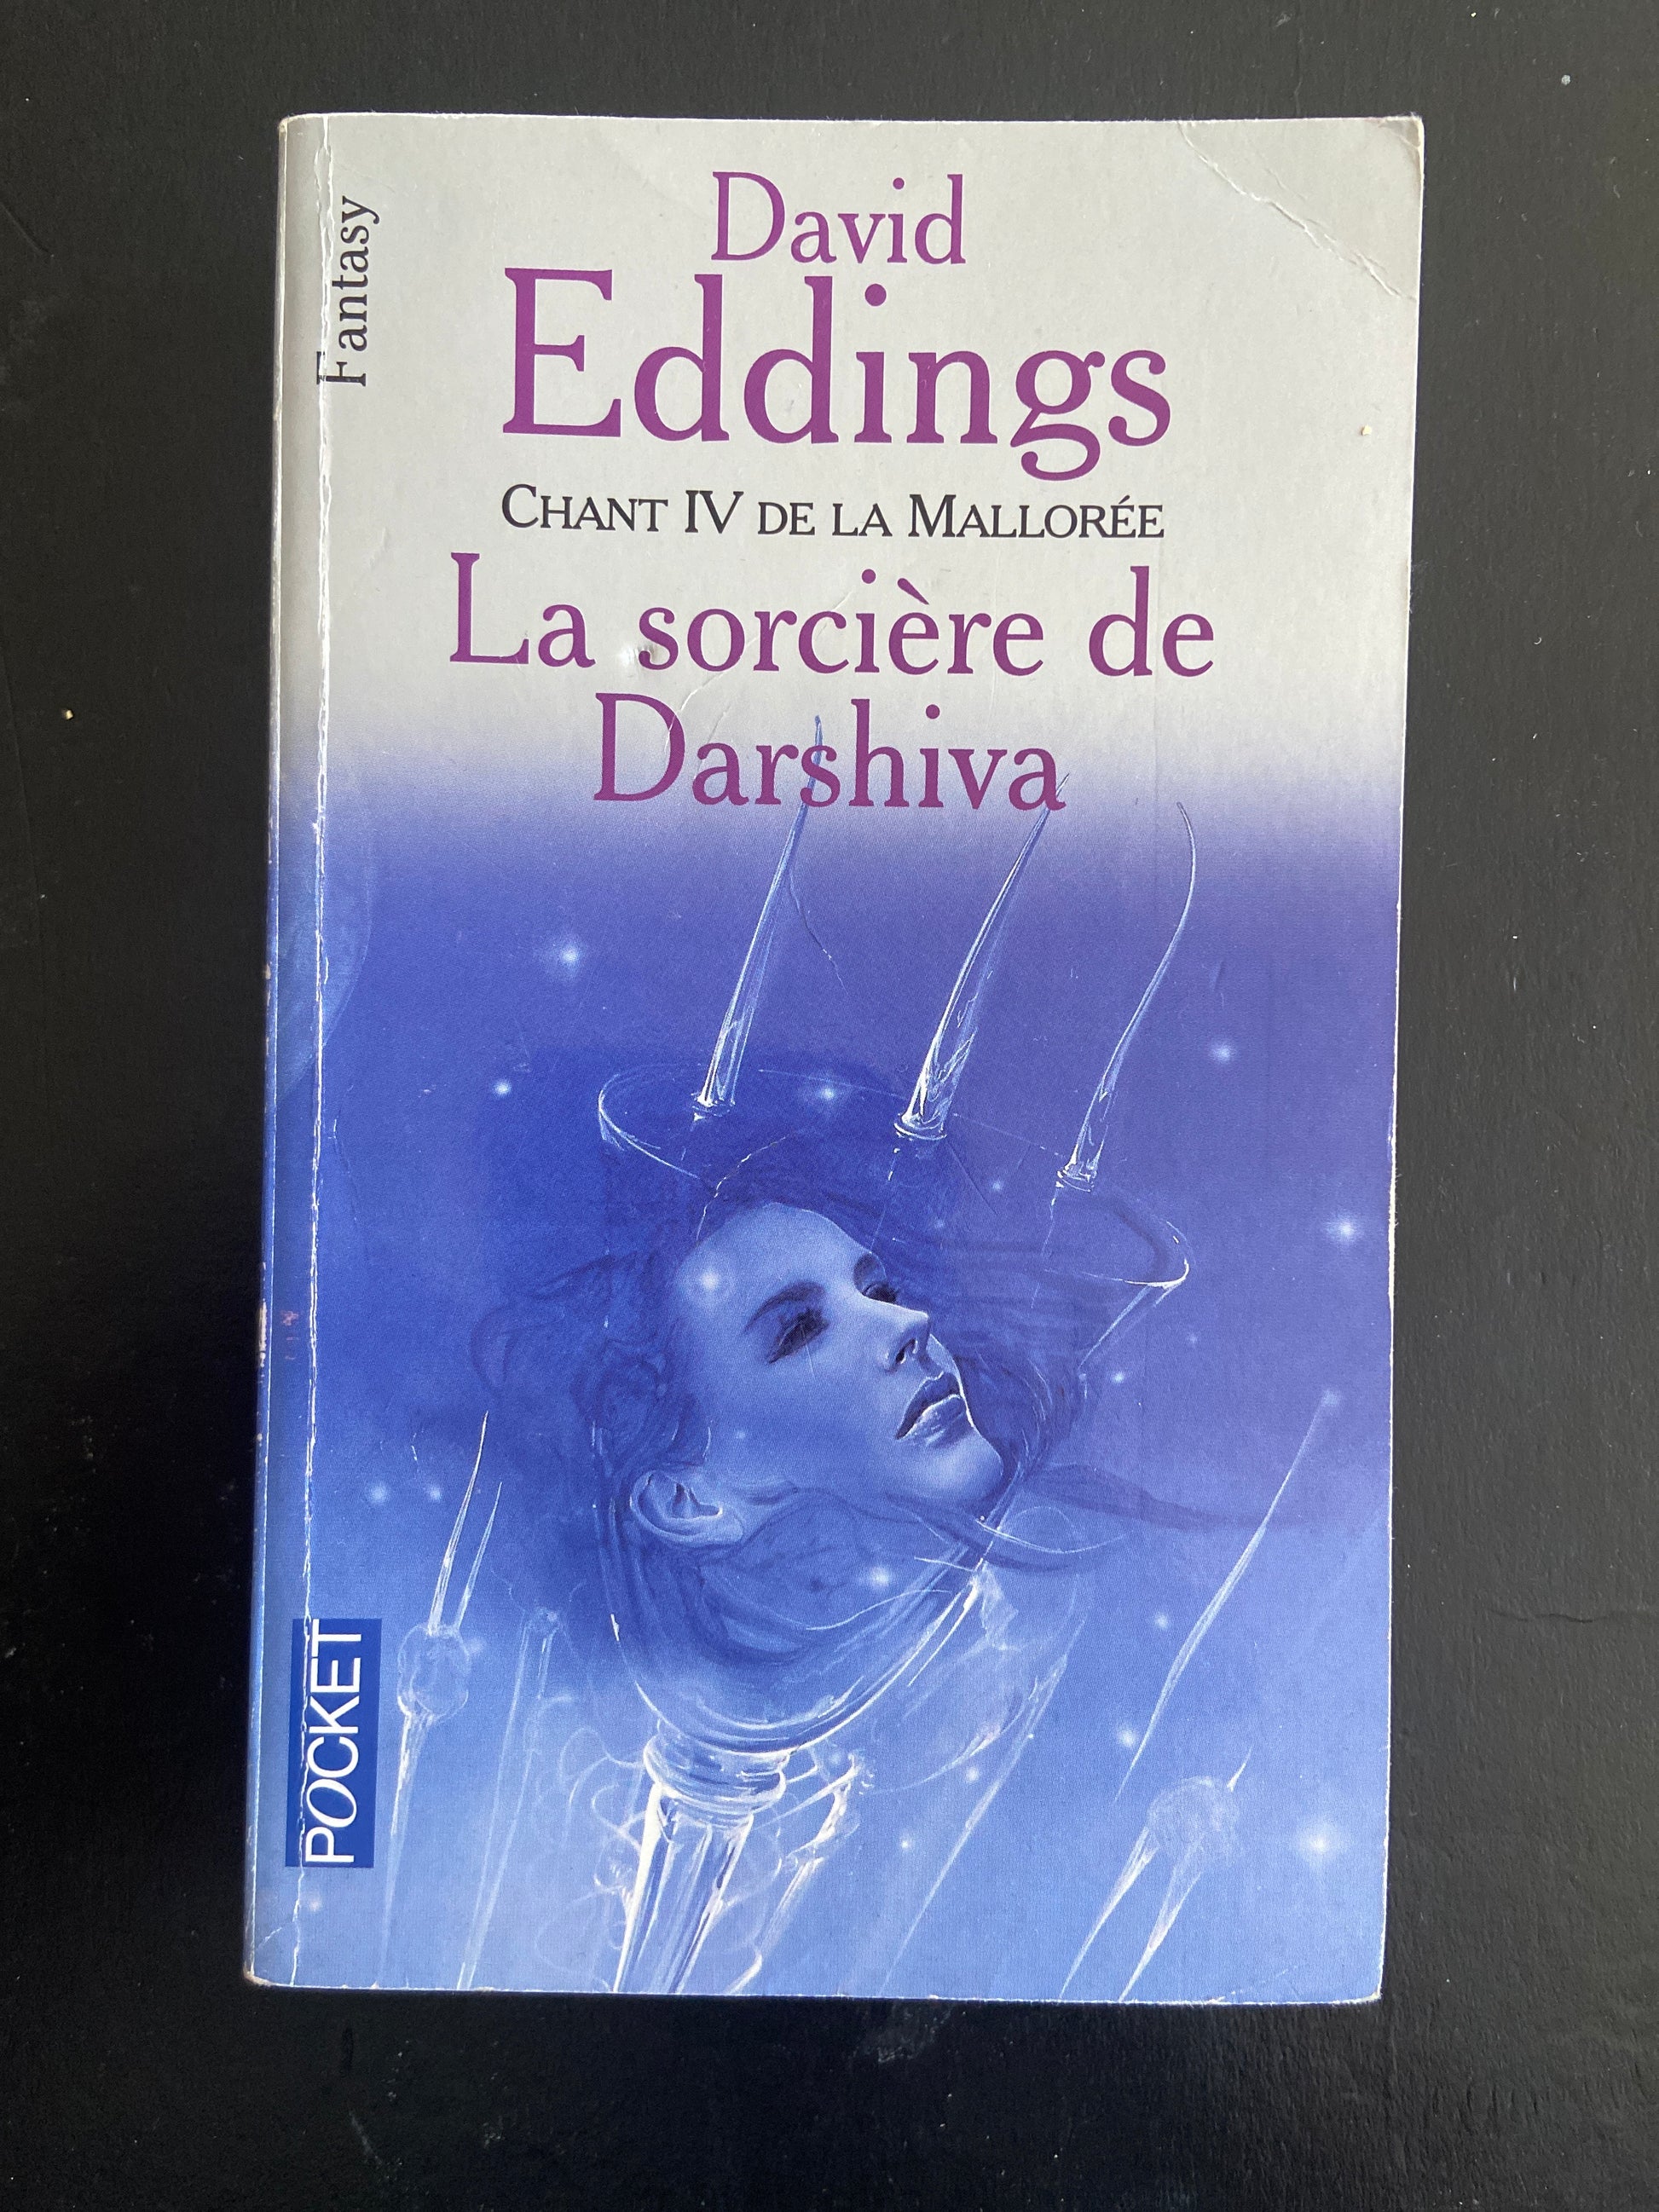 Fantasy
David
Eddings
CHANT IV DE LA MALLORÉE
La sorcière de
Darshiva
POCKET